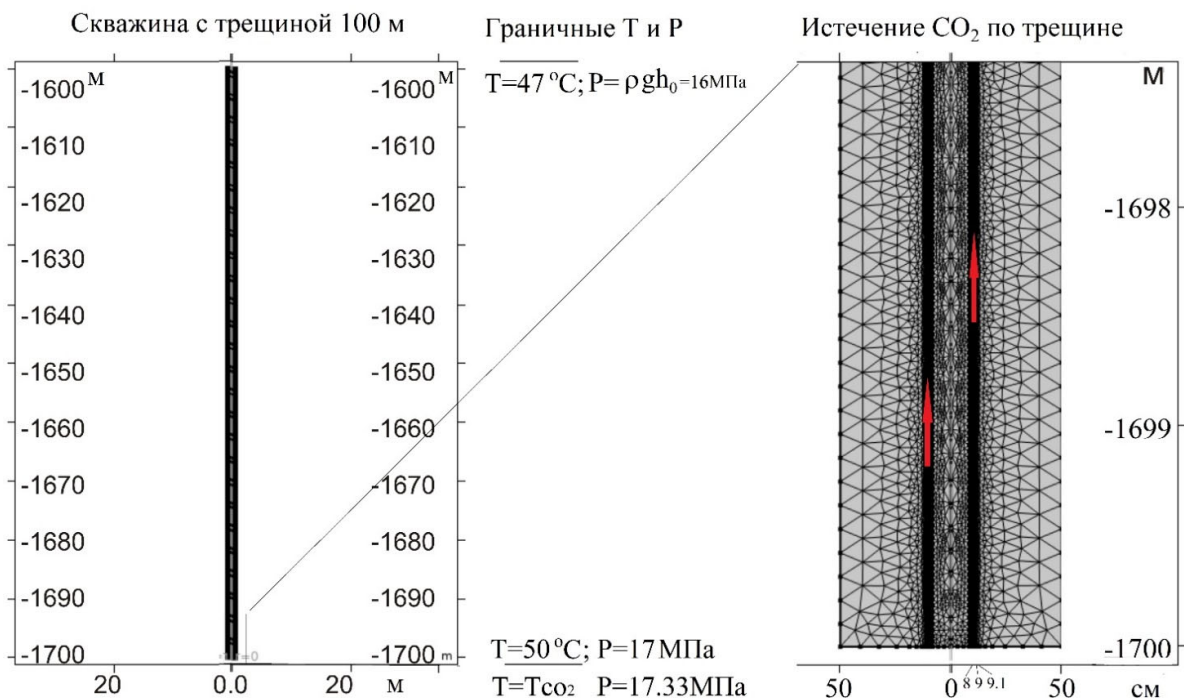 Скважина с трещиной 100 м
Граничные Т и Р
Истечение CO₂ по трещине
T=47 °C; P= ρgh₀=16МПа
м
м
-1600
-1610
-1620
-1630
-1640
-1650
-1660
-1670
-1680
-1690
-1700
-1600
-1610
-1620
-1630
-1640
-1650
-1660
-1670
-1680
-1690
-1700 m
20
0.0
20
м
T=50 °C; P=17МПа
T=Tco₂ P=17.33МПа
М
-1698
-1699
-1700
50
0
8 9 9.1
50
см